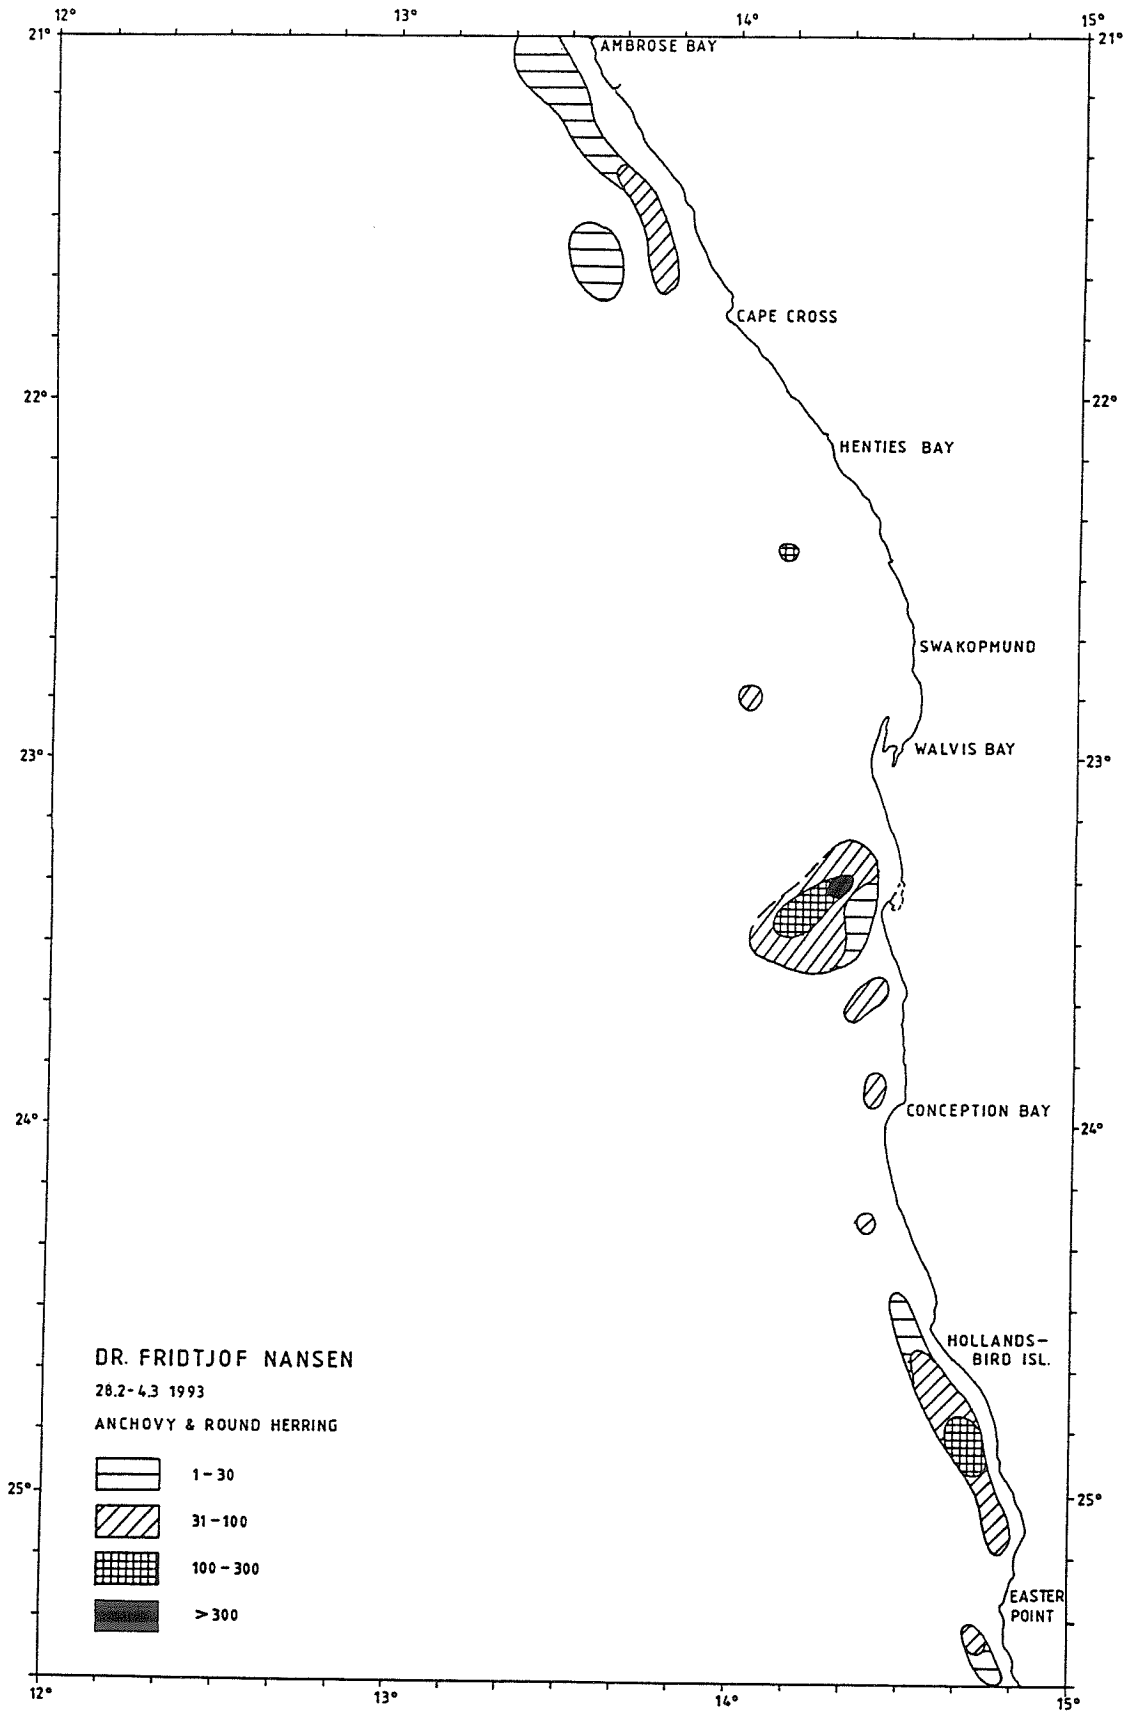 12°
13°
14°
15°
21°
21°
AMBROSE BAY
CAPE CROSS
22°
22°
HENTIES BAY
SWAKOPMUND
WALVIS BAY
23°
23°
CONCEPTION BAY
24°
24°
HOLLANDS-
BIRD ISL.
DR. FRIDTJOF NANSEN
28.2-4.3 1993
ANCHOVY & ROUND HERRING
1-30
25°
25°
31-100
100-300
EASTER
POINT
>300
12°
13°
14°
15°